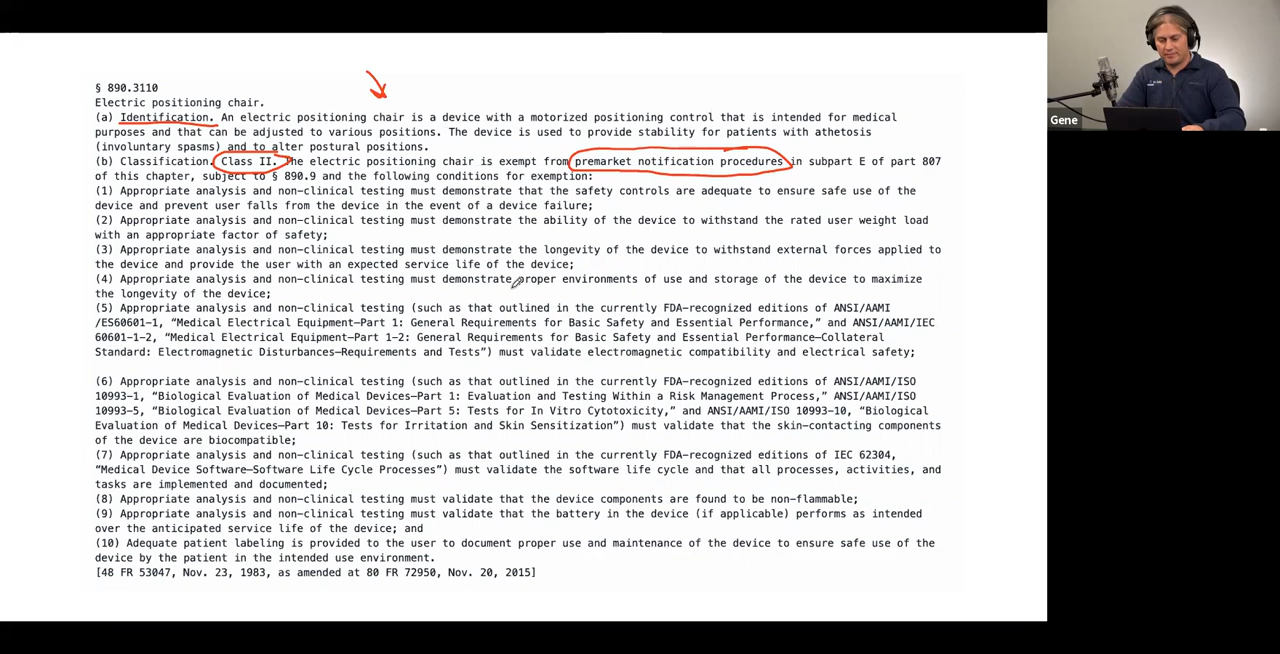 § 890.3110
Electric positioning chair.
(a) Identification. An electric positioning chair is a device with a motorized positioning control that is intended for medical
purposes and that can be adjusted to various positions. The device is used to provide stability for patients with athetosis
(involuntary spasms) and to alter postural positions.
(b) Classification. Class II. The electric positioning chair is exempt from premarket notification procedures in subpart E of part 807
of this chapter, subject to § 890.9 and the following conditions for exemption:
(1) Appropriate analysis and non-clinical testing must demonstrate that the safety controls are adequate to ensure safe use of the
device and prevent user falls from the device in the event of a device failure;
(2) Appropriate analysis and non-clinical testing must demonstrate the ability of the device to withstand the rated user weight load
with an appropriate factor of safety;
(3) Appropriate analysis and non-clinical testing must demonstrate the longevity of the device to withstand external forces applied to
the device and provide the user with an expected service life of the device;
(4) Appropriate analysis and non-clinical testing must demonstrate proper environments of use and storage of the device to maximize
the longevity of the device;
(5) Appropriate analysis and non-clinical testing (such as that outlined in the currently FDA-recognized editions of ANSI/AAMI
/ES60601-1, “Medical Electrical Equipment—Part 1: General Requirements for Basic Safety and Essential Performance,” and ANSI/AAMI/IEC
60601-1-2, “Medical Electrical Equipment—Part 1-2: General Requirements for Basic Safety and Essential Performance—Collateral
Standard: Electromagnetic Disturbances—Requirements and Tests”) must validate electromagnetic compatibility and electrical safety;
(6) Appropriate analysis and non-clinical testing (such as that outlined in the currently FDA-recognized editions of ANSI/AAMI/ISO
10993-1, “Biological Evaluation of Medical Devices—Part 1: Evaluation and Testing Within a Risk Management Process,” ANSI/AAMI/ISO
10993-5, “Biological Evaluation of Medical Devices—Part 5: Tests for In Vitro Cytotoxicity,” and ANSI/AAMI/ISO 10993-10, “Biological
Evaluation of Medical Devices—Part 10: Tests for Irritation and Skin Sensitization”) must validate that the skin-contacting components
of the device are biocompatible;
(7) Appropriate analysis and non-clinical testing (such as that outlined in the currently FDA-recognized editions of IEC 62304,
“Medical Device Software—Software Life Cycle Processes”) must validate the software life cycle and that all processes, activities, and
tasks are implemented and documented;
(8) Appropriate analysis and non-clinical testing must validate that the device components are found to be non-flammable;
(9) Appropriate analysis and non-clinical testing must validate that the battery in the device (if applicable) performs as intended
over the anticipated service life of the device; and
(10) Adequate patient labeling is provided to the user to document proper use and maintenance of the device to ensure safe use of the
device by the patient in the intended use environment.
[48 FR 53047, Nov. 23, 1983, as amended at 80 FR 72950, Nov. 20, 2015]
Gene